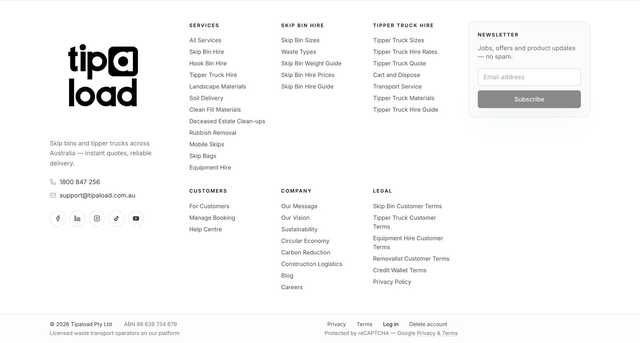 tipa
load
Skip bins and tipper trucks across
Australia — instant quotes, reliable
delivery.
1800 847 256
support@tipaload.com.au
SERVICES
All Services
Skip Bin Hire
Hook Bin Hire
Tipper Truck Hire
Landscape Materials
Soil Delivery
Clean Fill Materials
Deceased Estate Clean-ups
Rubbish Removal
Mobile Skips
Skip Bags
Equipment Hire
SKIP BIN HIRE
Skip Bin Sizes
Waste Types
Skip Bin Weight Guide
Skip Bin Hire Prices
Skip Bin Hire Guide
TIPPER TRUCK HIRE
Tipper Truck Sizes
Tipper Truck Hire Rates
Tipper Truck Quote
Cart and Dispose
Transport Service
Tipper Truck Materials
Tipper Truck Hire Guide
CUSTOMERS
For Customers
Manage Booking
Help Centre
COMPANY
Our Message
Our Vision
Sustainability
Circular Economy
Carbon Reduction
Construction Logistics
Blog
Careers
LEGAL
Skip Bin Customer Terms
Tipper Truck Customer
Terms
Equipment Hire Customer
Terms
Removalist Customer Terms
Credit Wallet Terms
Privacy Policy
NEWSLETTER
Jobs, offers and product updates
— no spam.
Email address
Subscribe
© 2026 Tipaload Pty Ltd ABN 98 639 704 679
Licensed waste transport operators on our platform
Privacy Terms Log in Delete account
Protected by reCAPTCHA — Google Privacy & Terms